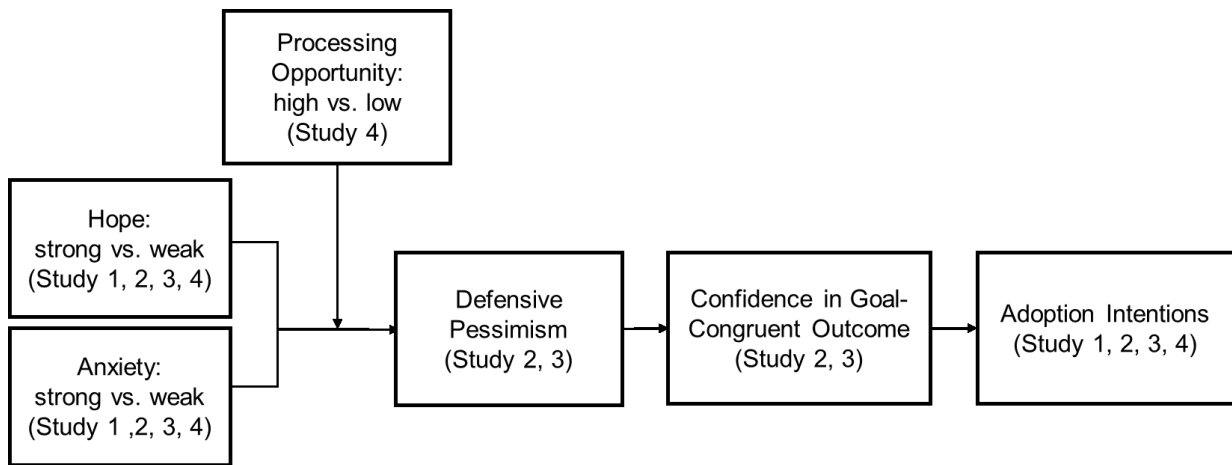 Processing
Opportunity:
high vs. low
(Study 4)
Hope:
strong vs. weak
(Study 1, 2, 3, 4)
Anxiety:
strong vs. weak
(Study 1 ,2, 3, 4)
Defensive
Pessimism
(Study 2, 3)
Confidence in Goal-
Congruent Outcome
(Study 2, 3)
Adoption Intentions
(Study 1, 2, 3, 4)